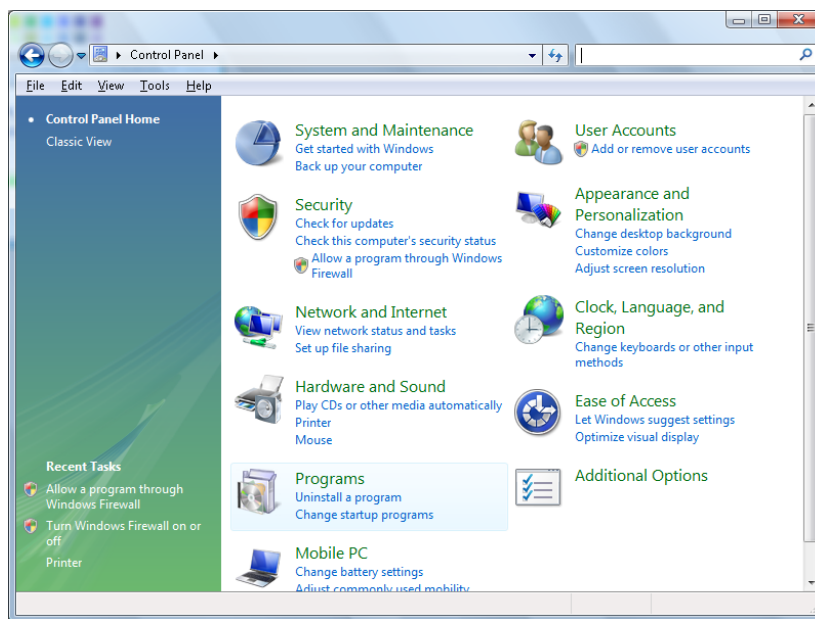 Control Panel
File Edit View Tools Help
Control Panel Home
Classic View
System and Maintenance
Get started with Windows
Back up your computer
Security
Check for updates
Check this computer's security status
Allow a program through Windows
Firewall
Network and Internet
View network status and tasks
Set up file sharing
Hardware and Sound
Play CDs or other media automatically
Printer
Mouse
Programs
Uninstall a program
Change startup programs
Mobile PC
Change battery settings
Adjust commonly used mobility
User Accounts
Add or remove user accounts
Appearance and
Personalization
Change desktop background
Customize colors
Adjust screen resolution
Clock, Language, and
Region
Change keyboards or other input
methods
Ease of Access
Let Windows suggest settings
Optimize visual display
Additional Options
Recent Tasks
Allow a program through
Windows Firewall
Turn Windows Firewall on or
off
Printer